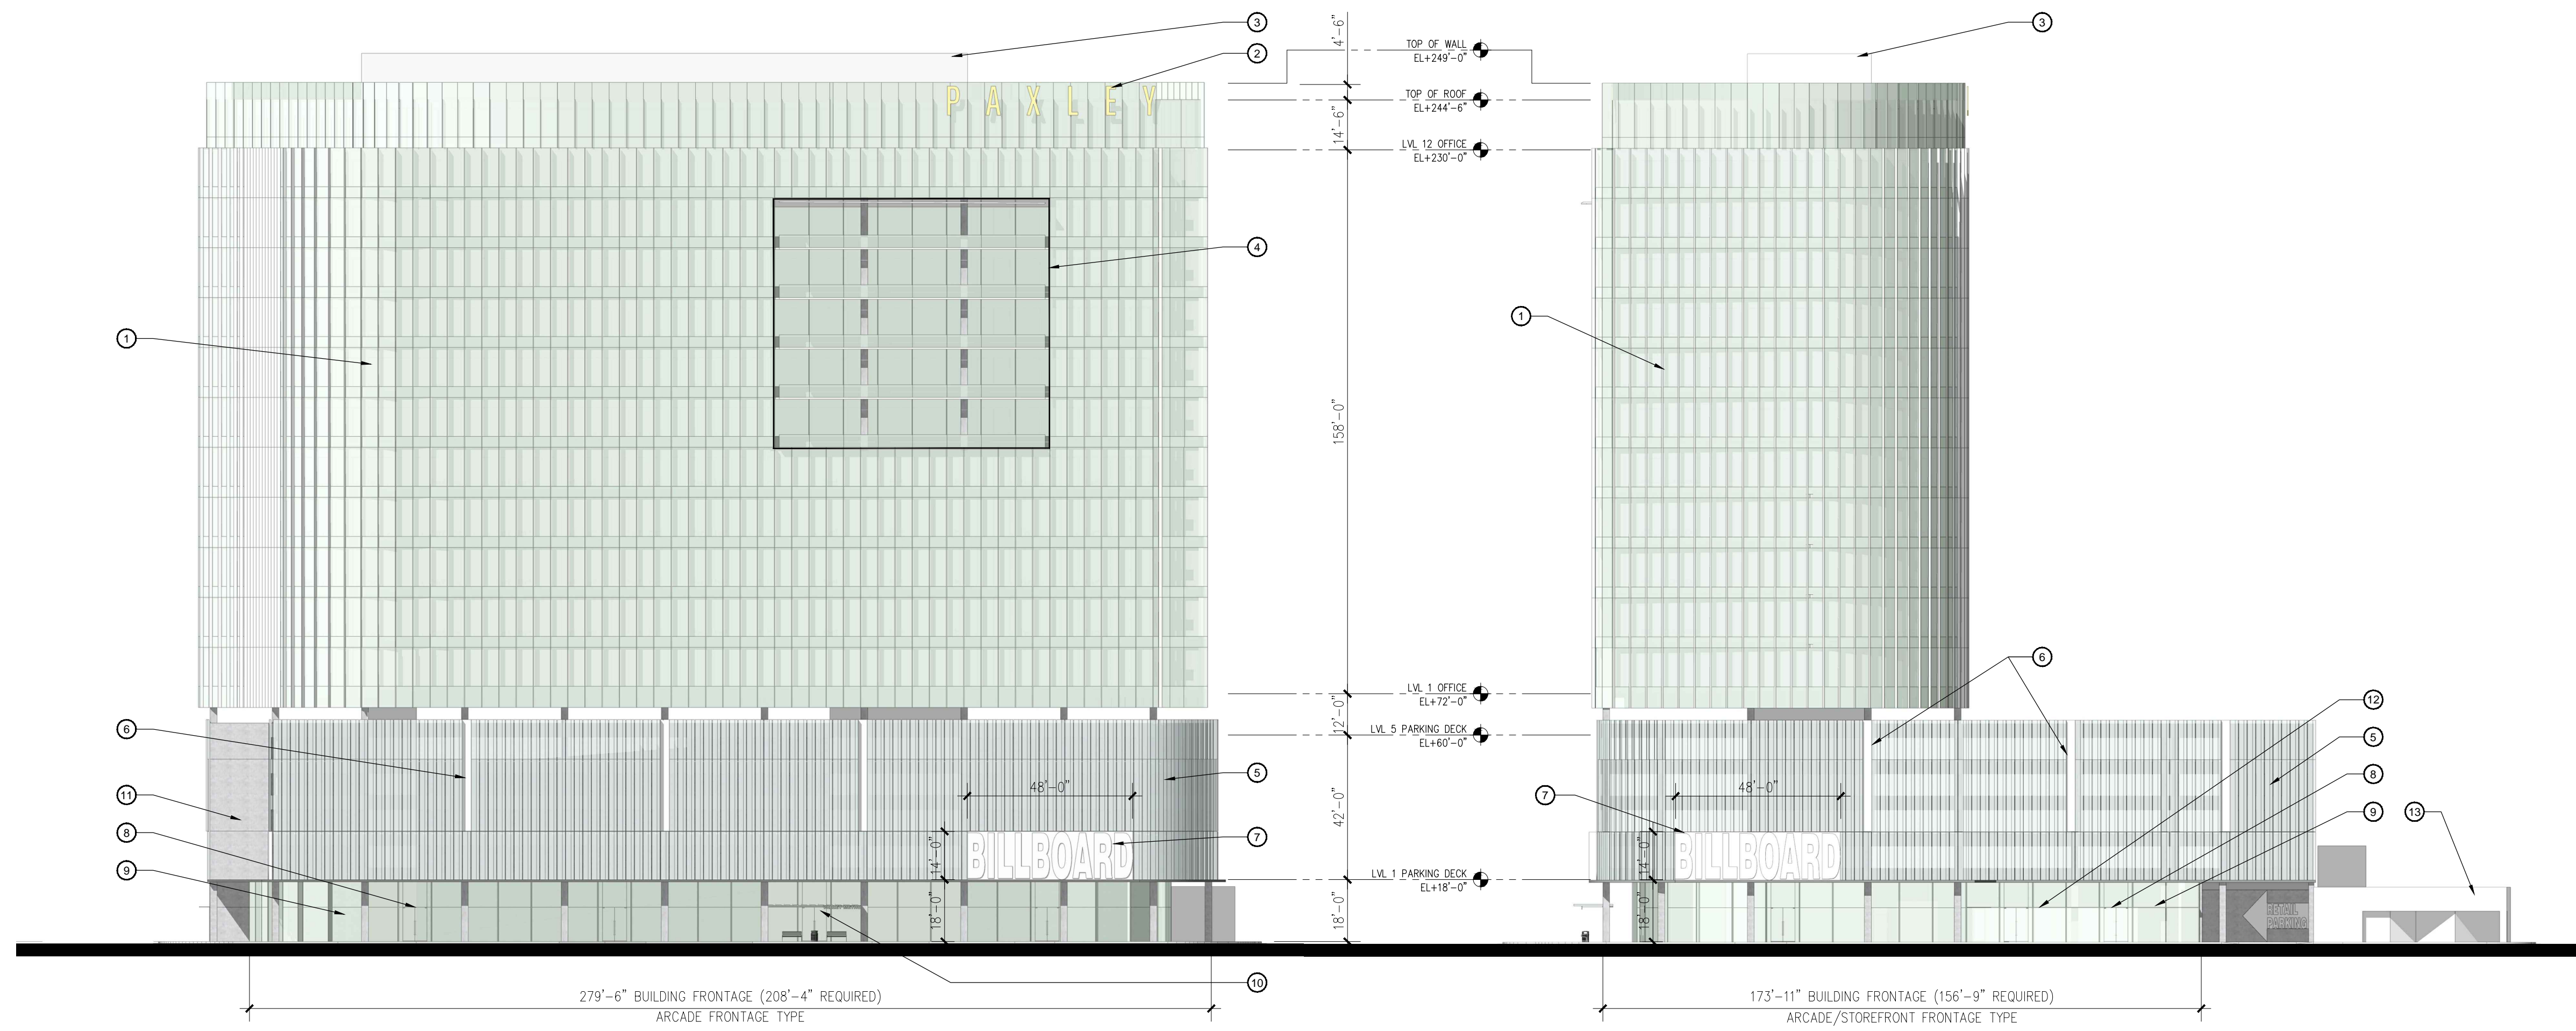 3
2
PAXLEY
4
1
6
11
8
9
5
48'-0"
14'-0"
BILLBOARD
7
18'-0"
10
279'-6" BUILDING FRONTAGE (208'-4" REQUIRED)
ARCADE FRONTAGE TYPE
4'-6"
TOP OF WALL
EL+249'-0"
TOP OF ROOF
EL+244'-6"
14'-6"
LVL 12 OFFICE
EL+230'-0"
158'-0"
LVL 1 OFFICE
EL+72'-0"
12'-0"
LVL 5 PARKING DECK
EL+60'-0"
42'-0"
LVL 1 PARKING DECK
EL+18'-0"
18'-0"
3
1
6
12
5
8
9
13
7
48'-0"
14'-0"
BILLBOARD
18'-0"
RETAIL
PARKING
173'-11" BUILDING FRONTAGE (156'-9" REQUIRED)
ARCADE/STOREFRONT FRONTAGE TYPE